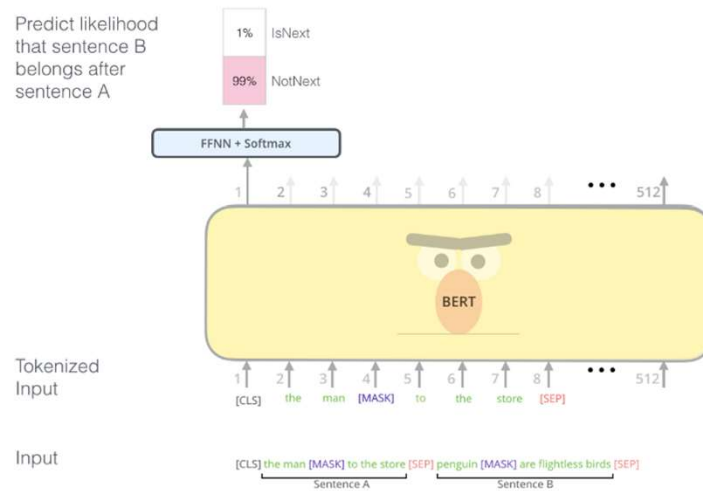 Predict likelihood
that sentence B
belongs after
sentence A
1% IsNext
99% NotNext
FFNN + Softmax
1 2 3 4 5 6 7 8 ••• 512
BERT
Tokenized
Input
1 2 3 4 5 6 7 8 ••• 512
[CLS] the man [MASK] to the store [SEP]
Input
[CLS] the man [MASK] to the store [SEP] penguin [MASK] are flightless birds [SEP]
Sentence A Sentence B